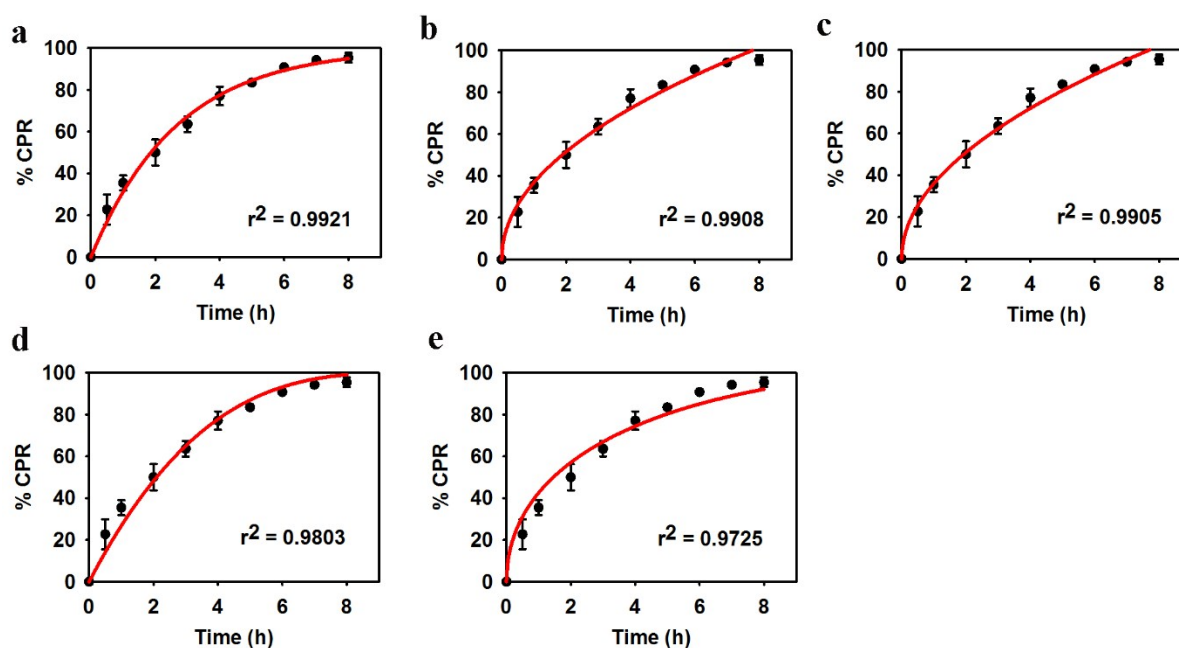 a
% CPR
100
80
60
40
20
0
r² = 0.9921
0 2 4 6 8
Time (h)
b
% CPR
100
80
60
40
20
0
r² = 0.9908
0 2 4 6 8
Time (h)
c
% CPR
100
80
60
40
20
0
r² = 0.9905
0 2 4 6 8
Time (h)
d
% CPR
100
80
60
40
20
0
r² = 0.9803
0 2 4 6 8
Time (h)
e
% CPR
100
80
60
40
20
0
r² = 0.9725
0 2 4 6 8
Time (h)